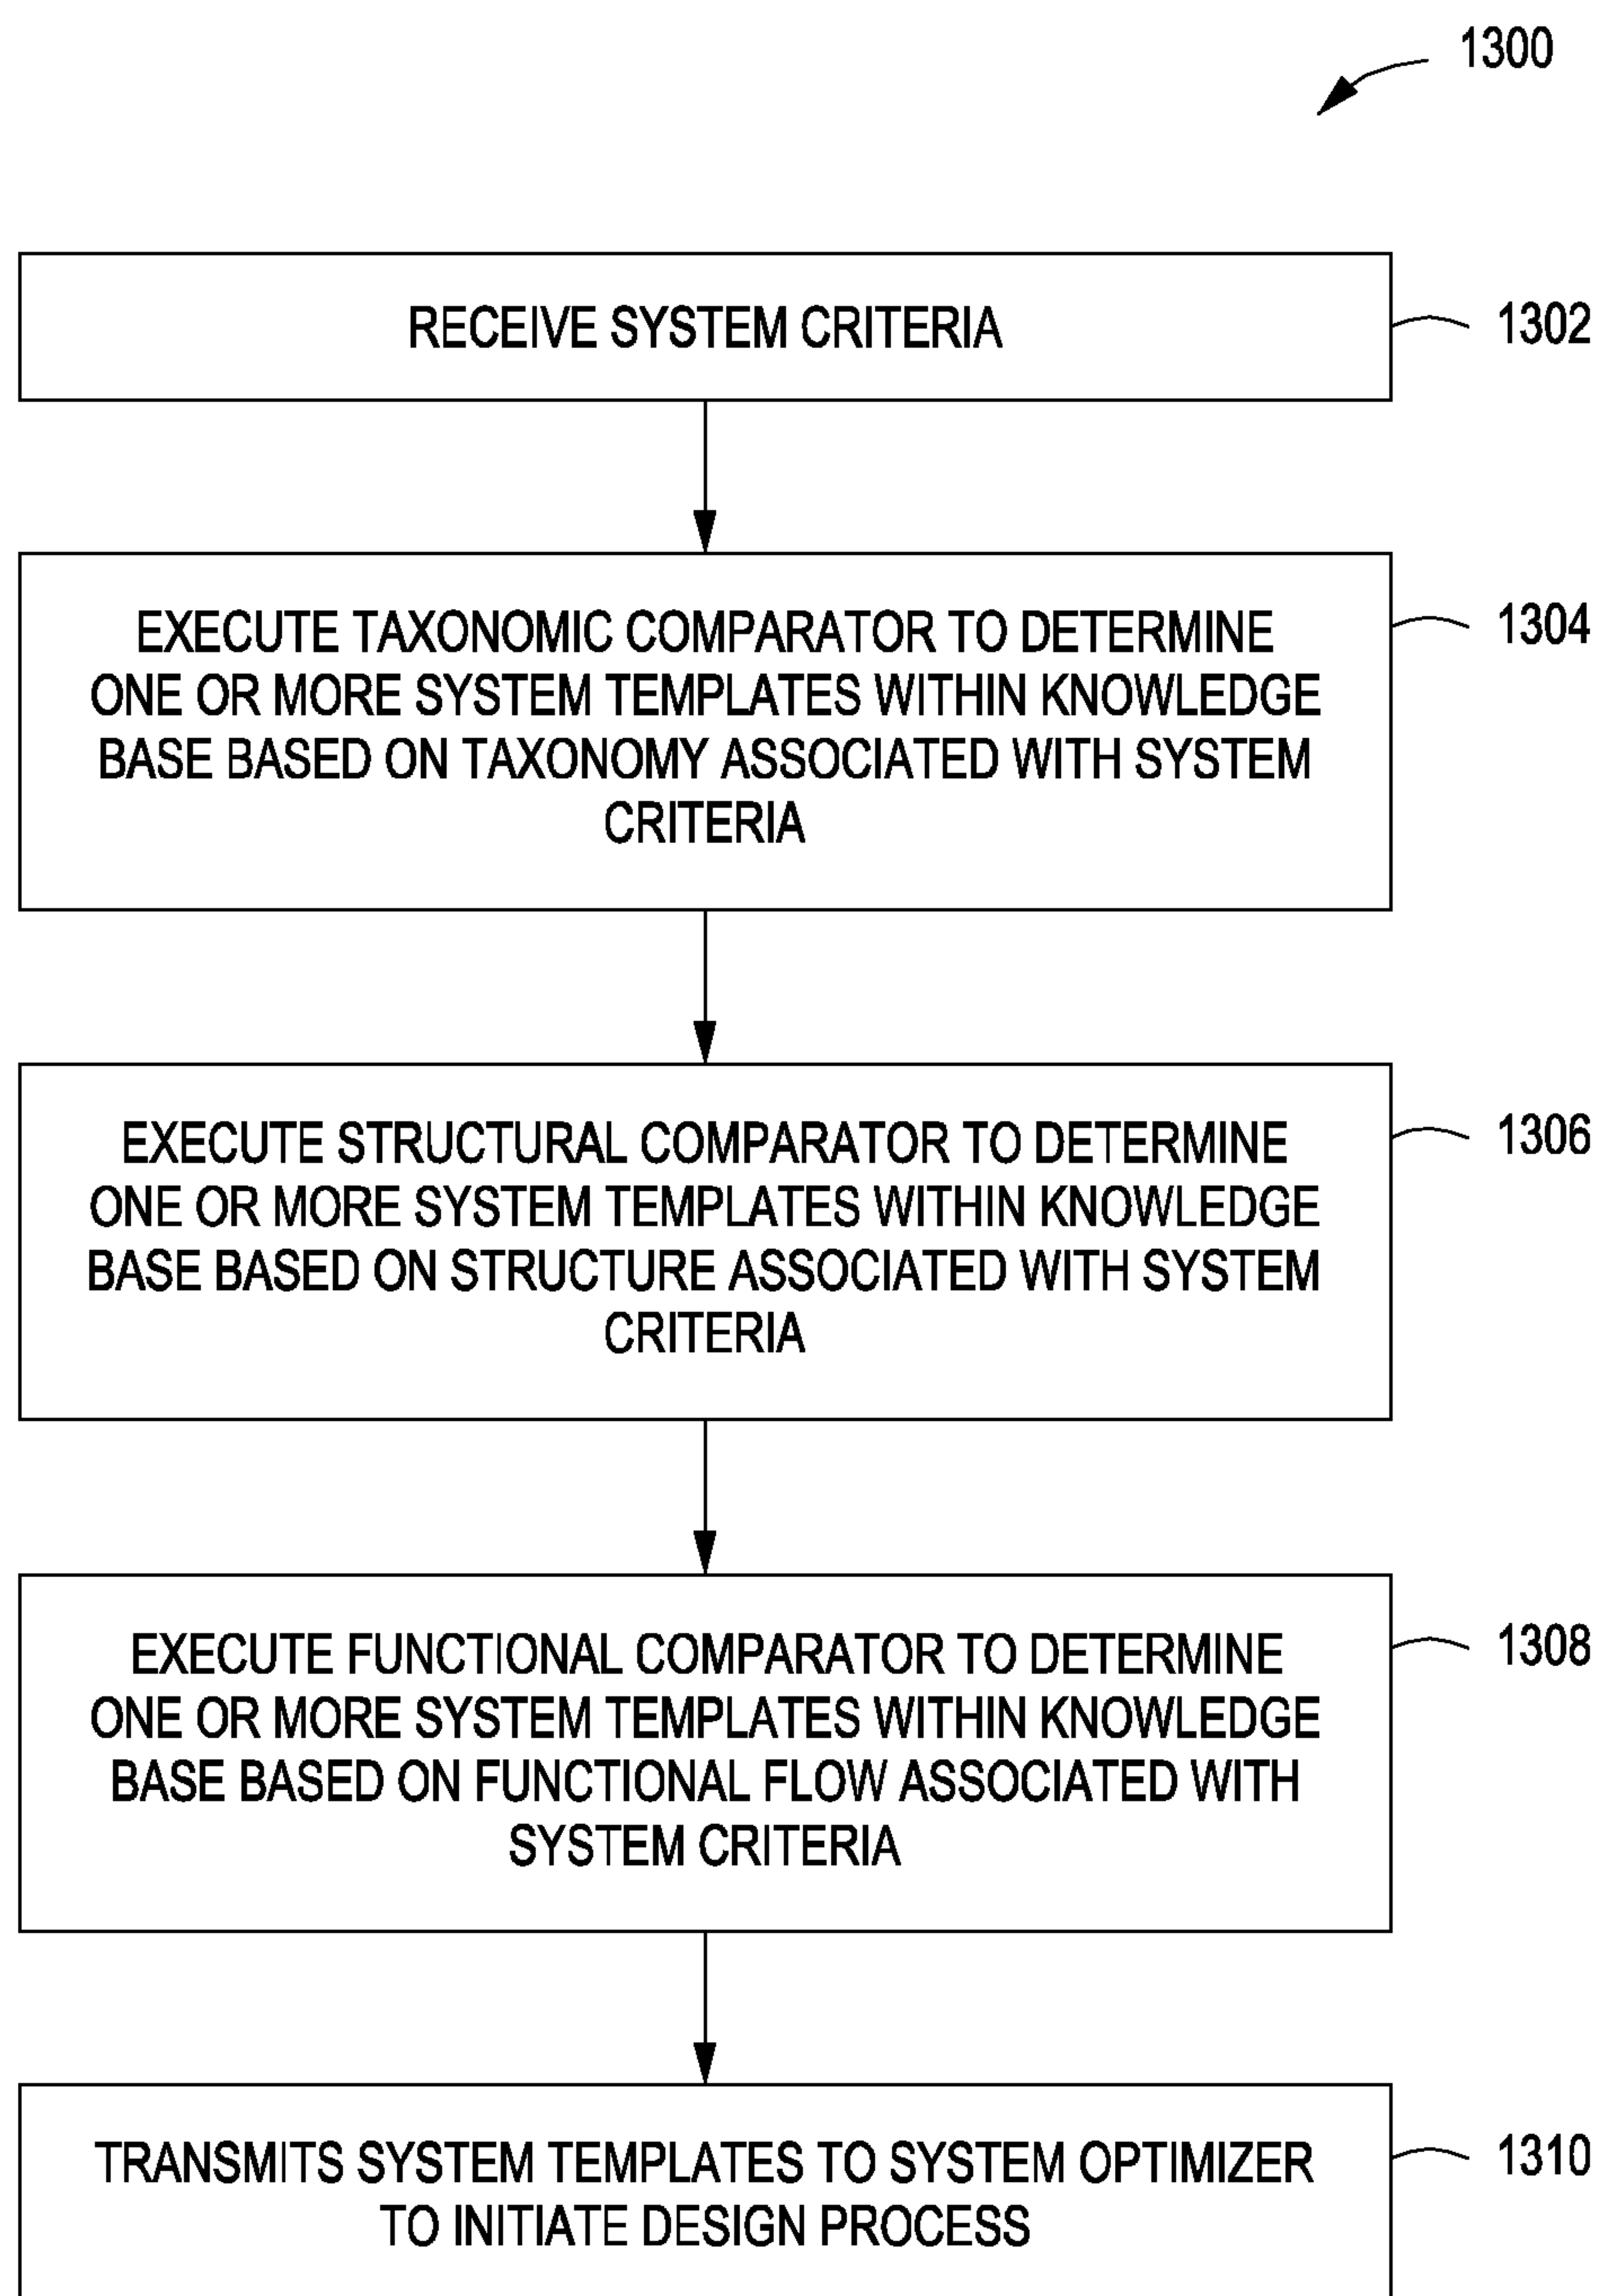 1300
RECEIVE SYSTEM CRITERIA
1302
EXECUTE TAXONOMIC COMPARATOR TO DETERMINE
ONE OR MORE SYSTEM TEMPLATES WITHIN KNOWLEDGE
BASE BASED ON TAXONOMY ASSOCIATED WITH SYSTEM
CRITERIA
1304
EXECUTE STRUCTURAL COMPARATOR TO DETERMINE
ONE OR MORE SYSTEM TEMPLATES WITHIN KNOWLEDGE
BASE BASED ON STRUCTURE ASSOCIATED WITH SYSTEM
CRITERIA
1306
EXECUTE FUNCTIONAL COMPARATOR TO DETERMINE
ONE OR MORE SYSTEM TEMPLATES WITHIN KNOWLEDGE
BASE BASED ON FUNCTIONAL FLOW ASSOCIATED WITH
SYSTEM CRITERIA
1308
TRANSMITS SYSTEM TEMPLATES TO SYSTEM OPTIMIZER
TO INITIATE DESIGN PROCESS
1310